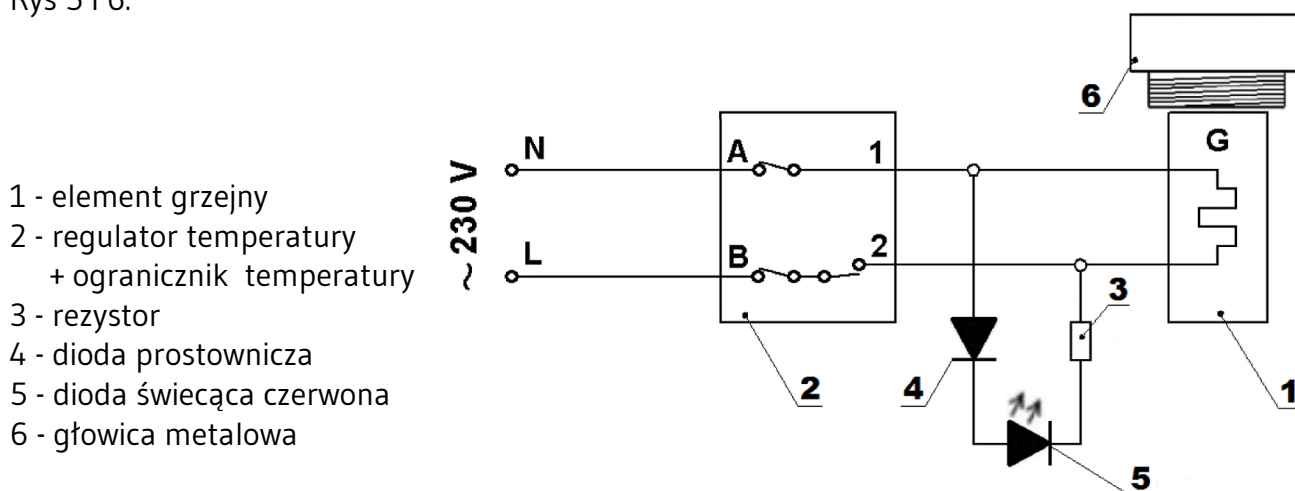 Rys 5 i 6.
1 - element grzejny
2 - regulator temperatury
+ ogranicznik temperatury
3 - rezystor
4 - dioda prostownicza
5 - dioda świecąca czerwona
6 - głowica metalowa
~ 230 V
N
L
A
1
B
2
2
4
3
5
6
G
1